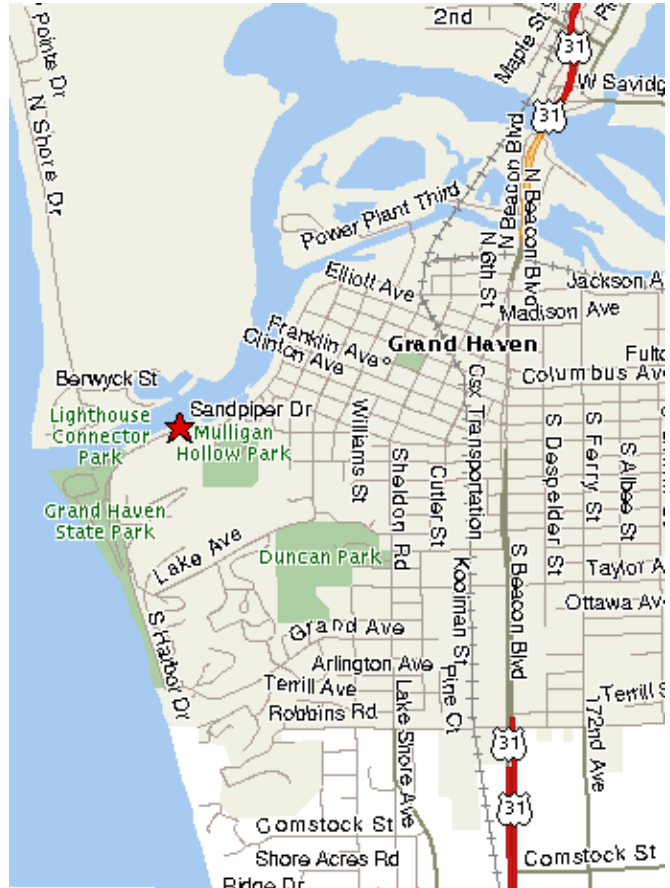 2nd
Maple St
31
W Savidg
31
Pointe Dr
N Shore Dr
N Beacon Blvd
N Beacon Blvd
Power Plant Third
N 6th St
Elliott Ave
Jackson A
Madison Ave
Franklin Ave
Grand Haven
Clinton Ave
Fulto
Columbus Av
Berwyck St
Sandpiper Dr
Lighthouse
Connector
Park
Mulligan
Hollow Park
Csx Transportation
Williams St
Sheldon Rd
Cutler St
S Despelder St
S Ferry St
S Albee St
Grand Haven
State Park
Lake Ave
Duncan Park
S Beacon Blvd
Taylor A
Kooiman St
Ottawa Av
S Harbor Dr
Grand Ave
Arlington Ave
Pine Ct
Terrill Ave
Terrill S
Robbins Rd
Lake Shore Ave
172nd Ave
31
31
Comstock St
Shore Acres Rd
Comstock St
Ridge Dr